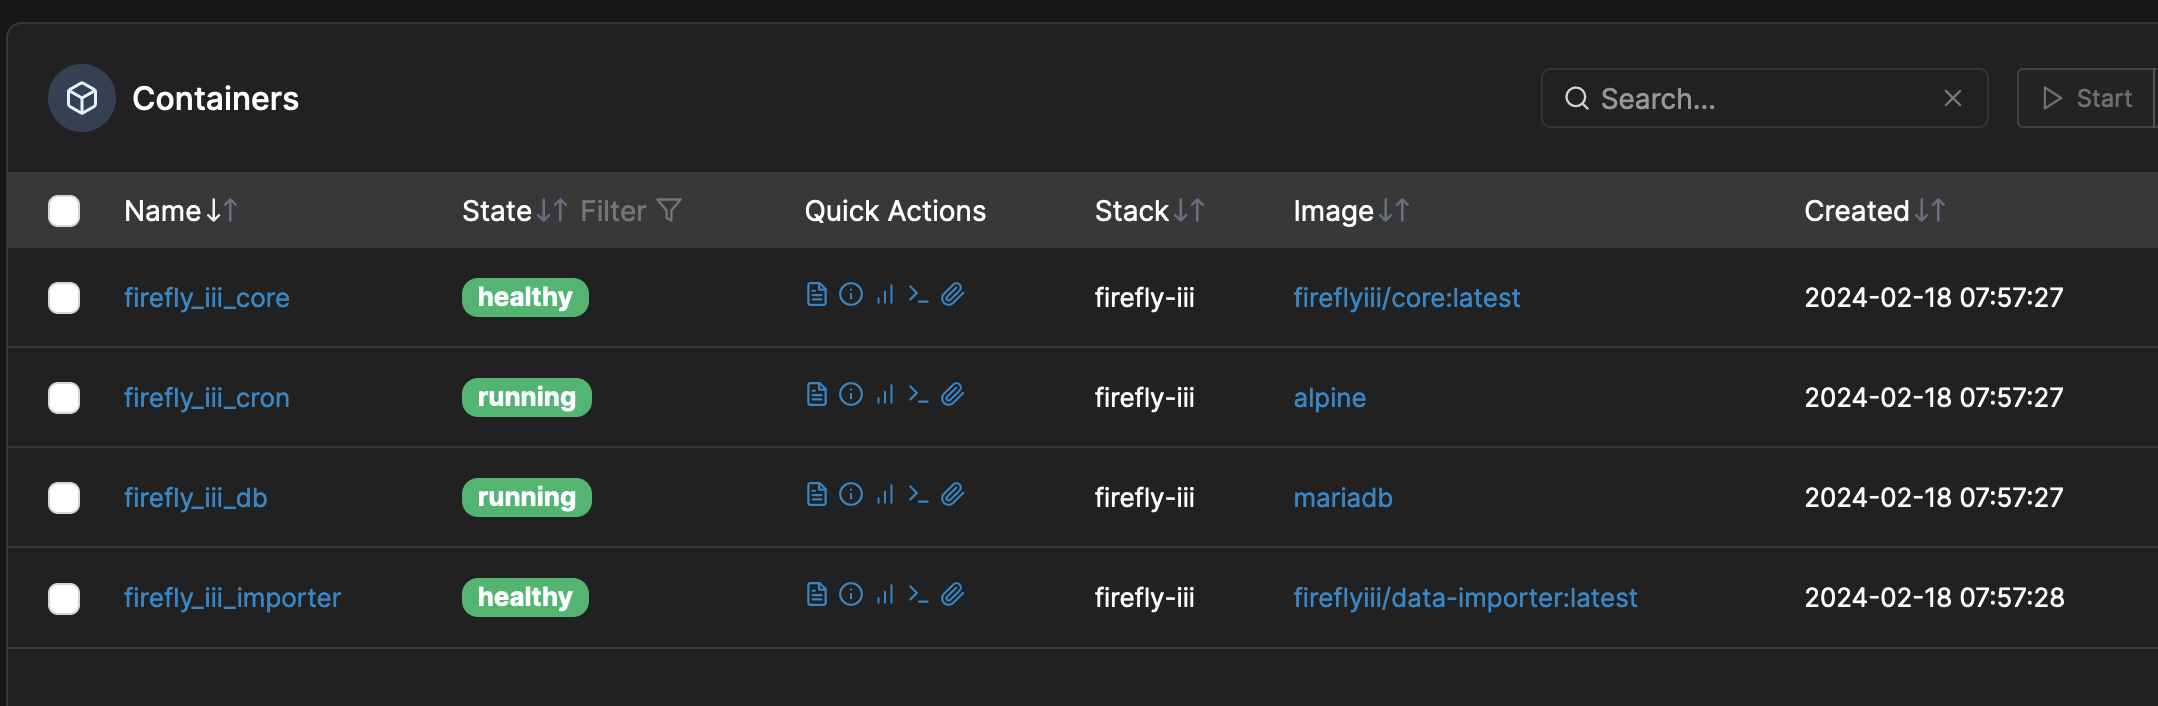 Containers
Search...
Start
Name State Filter Quick Actions Stack Image Created
firefly_iii_core healthy firefly-iii fireflyiii/core:latest 2024-02-18 07:57:27
firefly_iii_cron running firefly-iii alpine 2024-02-18 07:57:27
firefly_iii_db running firefly-iii mariadb 2024-02-18 07:57:27
firefly_iii_importer healthy firefly-iii fireflyiii/data-importer:latest 2024-02-18 07:57:28